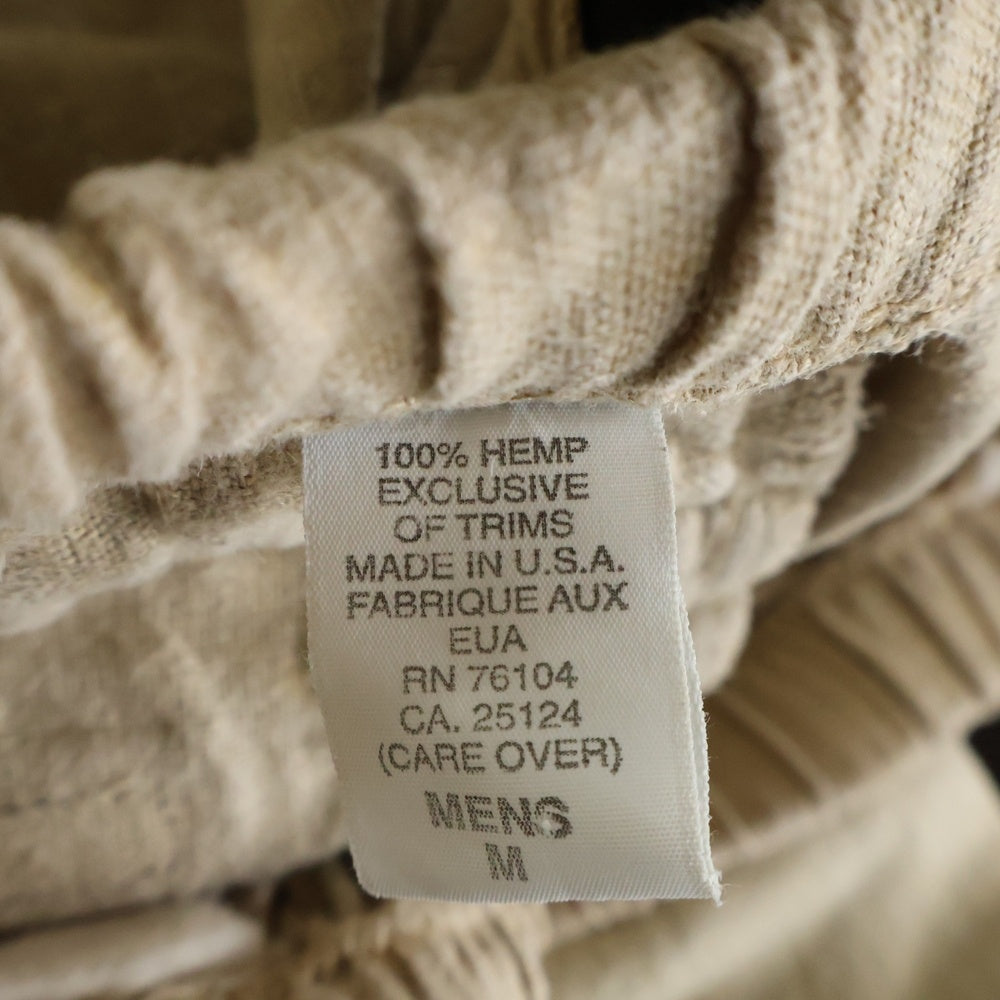 100% HEMP
EXCLUSIVE
OF TRIMS
MADE IN U.S.A.
FABRIQUE AUX
EUA
RN 76104
CA. 25124
(CARE OVER)
MENS
M